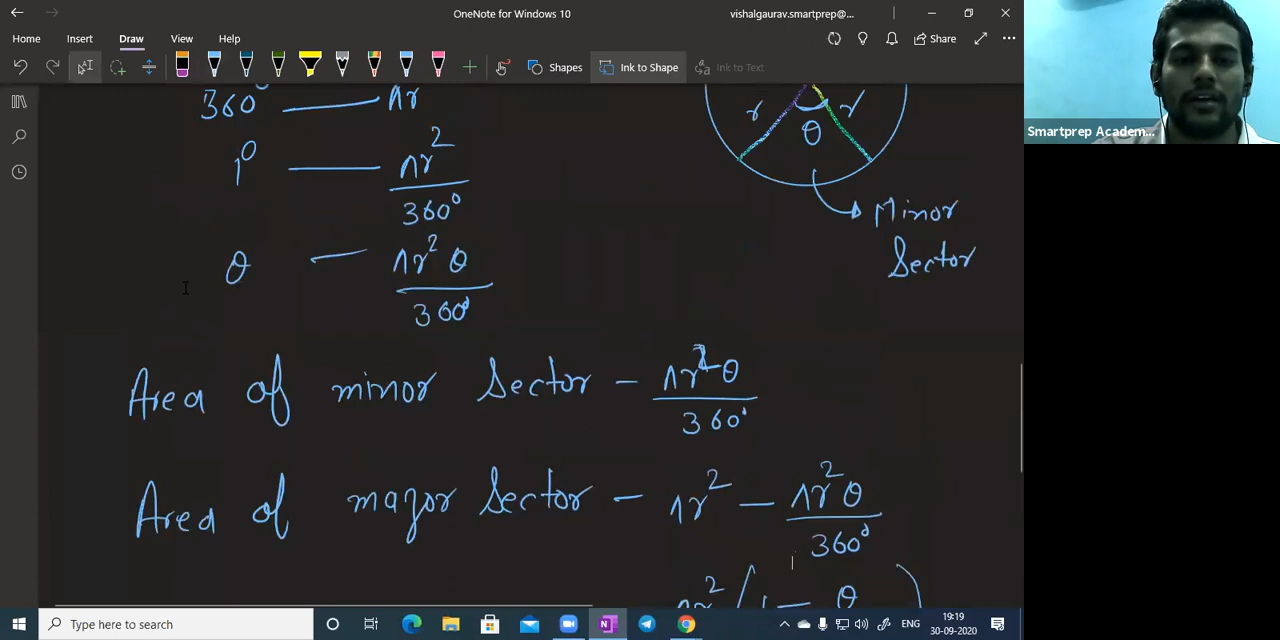 OneNote for Windows 10
vishalgaurav.smartprep@...
Home Insert Draw View Help
Share
Shapes
Ink to Shape
Ink to Text
Smartprep Academ...
360° πr
1° πr²/360°
θ — πr²θ/360°
r θ r
Minor
Sector
Area of minor Sector – πr²θ/360°
Area of major Sector – πr² – πr²θ/360°
πr² (1 – θ )
Type here to search
ENG
19:19
30-09-2020